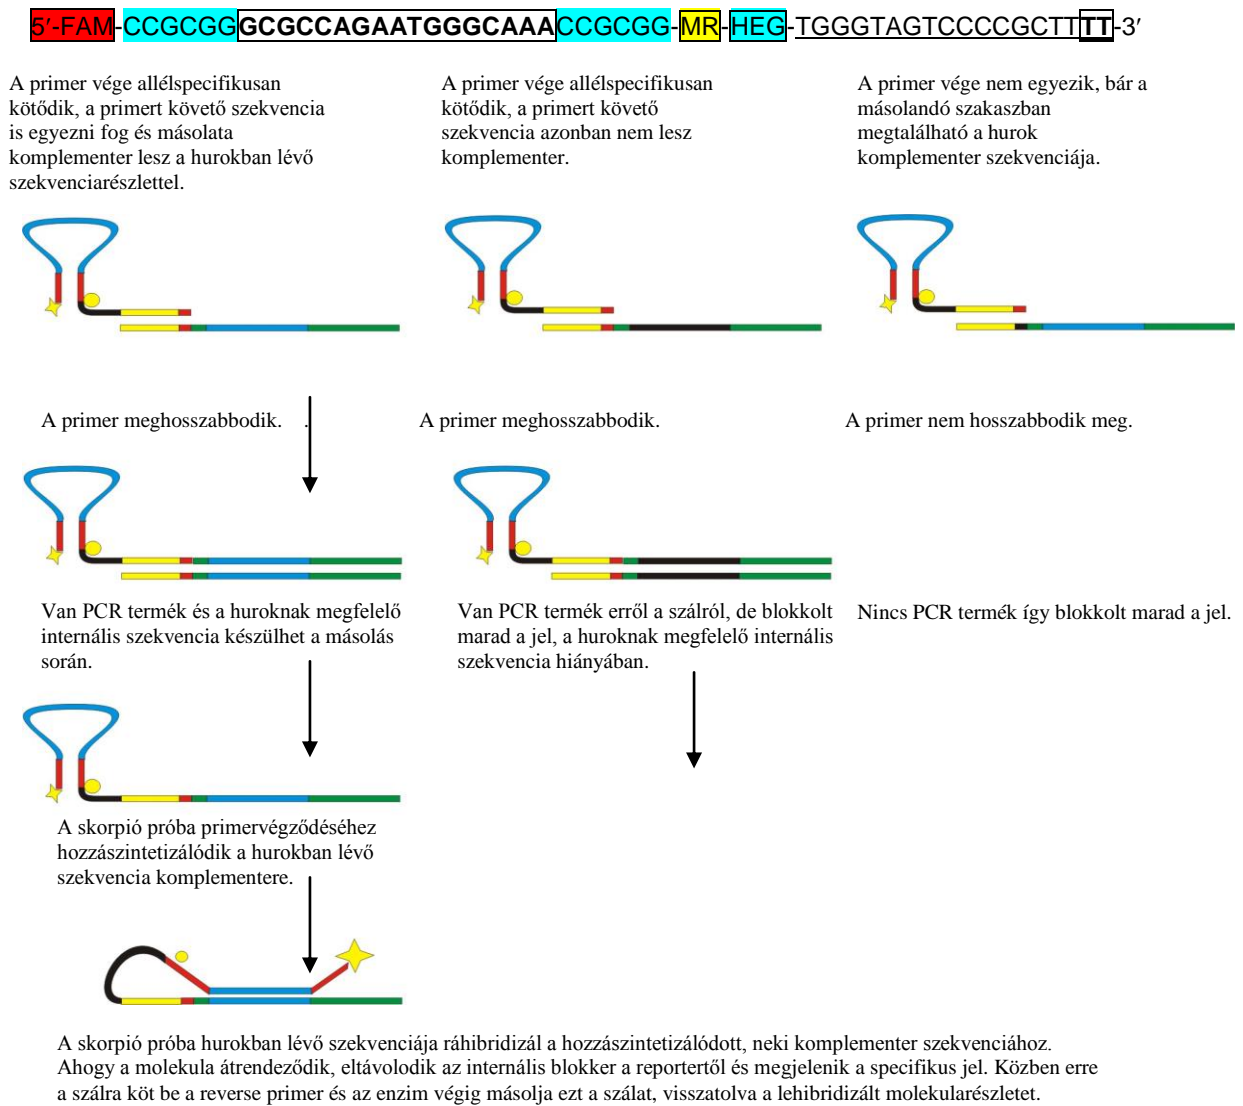 5′-FAM-CCGCGGGCGCCAGAATGGGCAAACCGCGG-MR-HEG-TGGGTAGTCCCCGCTTTT-3′
A primer vége allélspecifikusan
kötődik, a primert követő szekvencia
is egyezni fog és másolata
komplementer lesz a hurokban lévő
szekvenciarészlettel.
A primer vége allélspecifikusan
kötődik, a primert követő
szekvencia azonban nem lesz
komplementer.
A primer vége nem egyezik, bár a
másolandó szakaszban
megtalálható a hurok
komplementer szekvenciája.
A primer meghosszabbodik. .
A primer meghosszabbodik.
A primer nem hosszabbodik meg.
Van PCR termék és a huroknak megfelelő
internális szekvencia készülhet a másolás
során.
Van PCR termék erről a szálról, de blokkolt
marad a jel, a huroknak megfelelő internális
szekvencia hiányában.
Nincs PCR termék így blokkolt marad a jel.
A skorpió próba primervégződéséhez
hozzászintetizálódik a hurokban lévő
szekvencia komplementere.
A skorpió próba hurokban lévő szekvenciája ráhibridizál a hozzászintetizálódott, neki komplementer szekvenciához.
Ahogy a molekula átrendeződik, eltávolodik az internális blokker a reportertől és megjelenik a specifikus jel. Közben erre
a szálra köt be a reverse primer és az enzim végig másolja ezt a szálat, visszatolva a lehibridizált molekularészletet.